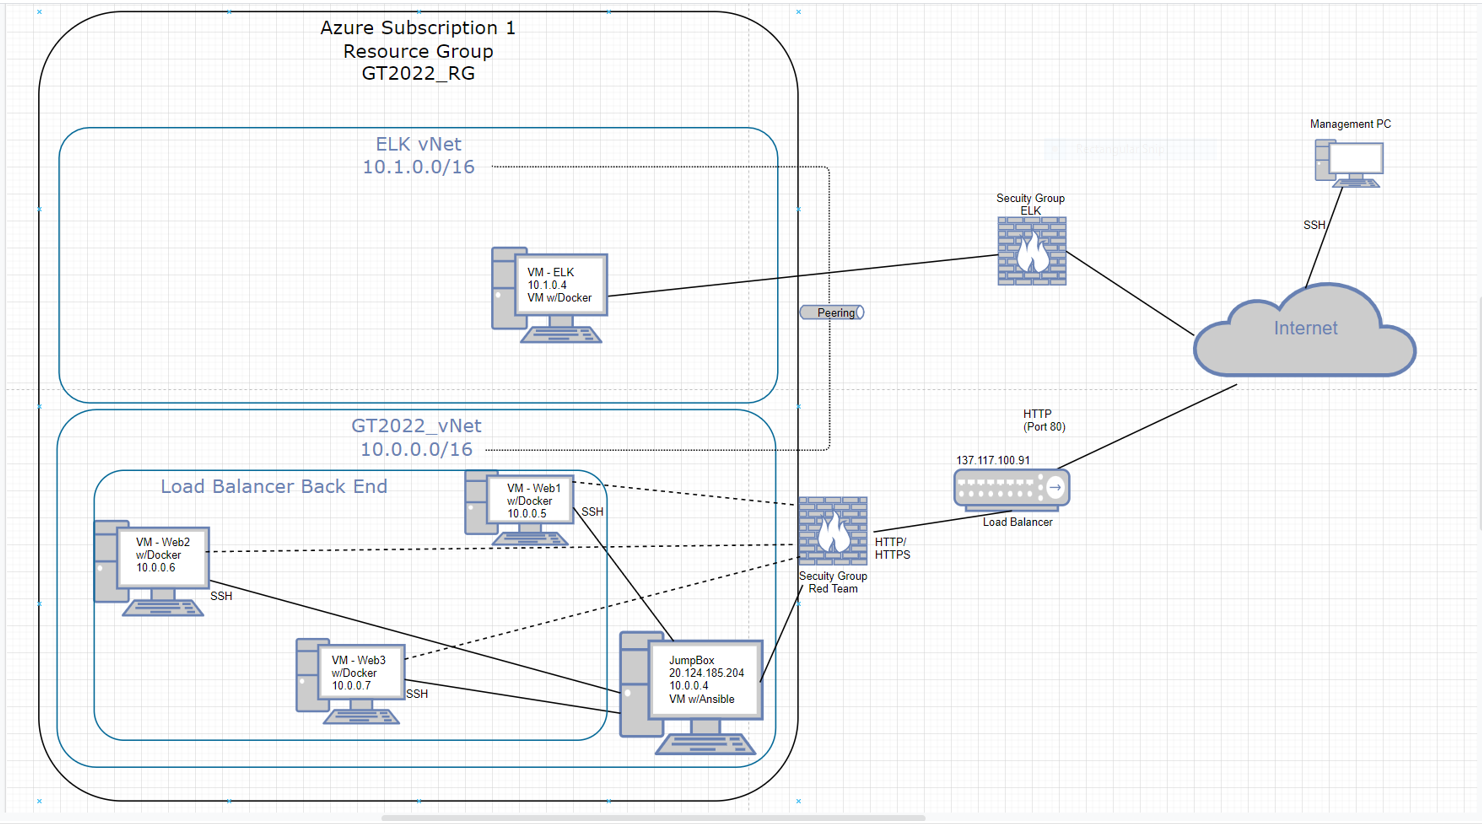 Azure Subscription 1
Resource Group
GT2022_RG
ELK vNet
10.1.0.0/16
VM - ELK
10.1.0.4
VM w/Docker
Peering
Secuity Group
ELK
Management PC
SSH
Internet
HTTP
(Port 80)
137.117.100.91
Load Balancer
HTTP/
HTTPS
Secuity Group
Red Team
GT2022_vNet
10.0.0.0/16
Load Balancer Back End
VM - Web1
w/Docker
10.0.0.5
SSH
VM - Web2
w/Docker
10.0.0.6
SSH
VM - Web3
w/Docker
10.0.0.7
SSH
JumpBox
20.124.185.204
10.0.0.4
VM w/Ansible